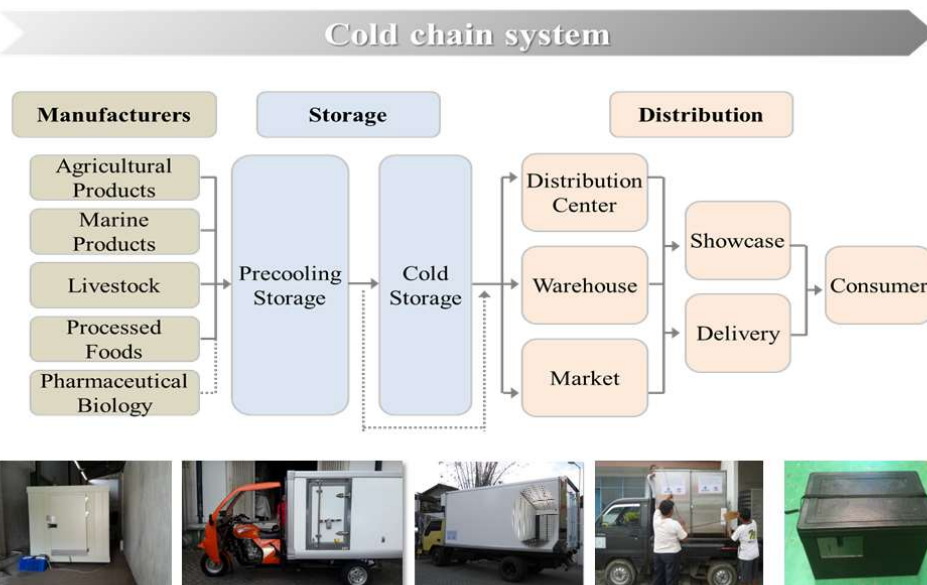 Cold chain system
Manufacturers
Storage
Distribution
Agricultural
Products
Marine
Products
Livestock
Processed
Foods
Pharmaceutical
Biology
Precooling
Storage
Cold
Storage
Distribution
Center
Warehouse
Market
Showcase
Delivery
Consumer